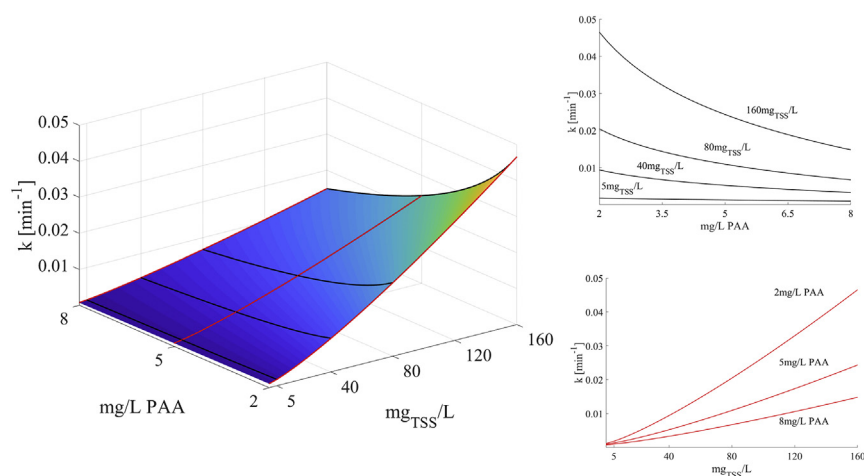 0.05
0.04
0.03
0.02
0.01
k [min-1]
8
5
2
mg/L PAA
5
40
80
120
160
mgTSS/L
0.05
0.04
0.03
0.02
0.01
k [min-1]
160mgTSS/L
80mgTSS/L
40mgTSS/L
5mgTSS/L
2
3.5
5
6.5
8
mg/L PAA
0.05
0.04
0.03
0.02
0.01
k [min-1]
2mg/L PAA
5mg/L PAA
8mg/L PAA
5
40
80
120
160
mgTSS/L